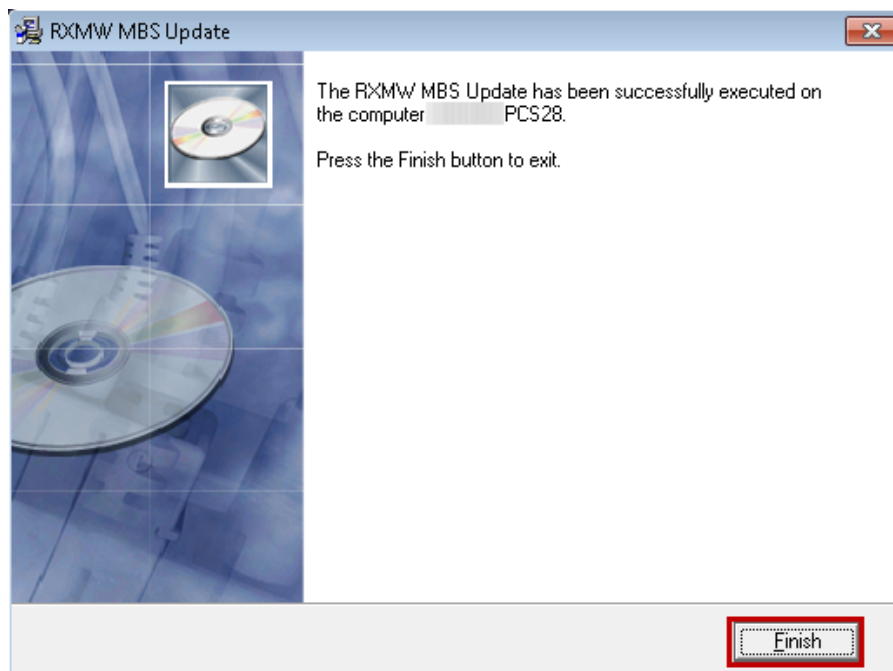 RXMW MBS Update
The RXMW MBS Update has been successfully executed on
the computer PCS28.
Press the Finish button to exit.
Finish